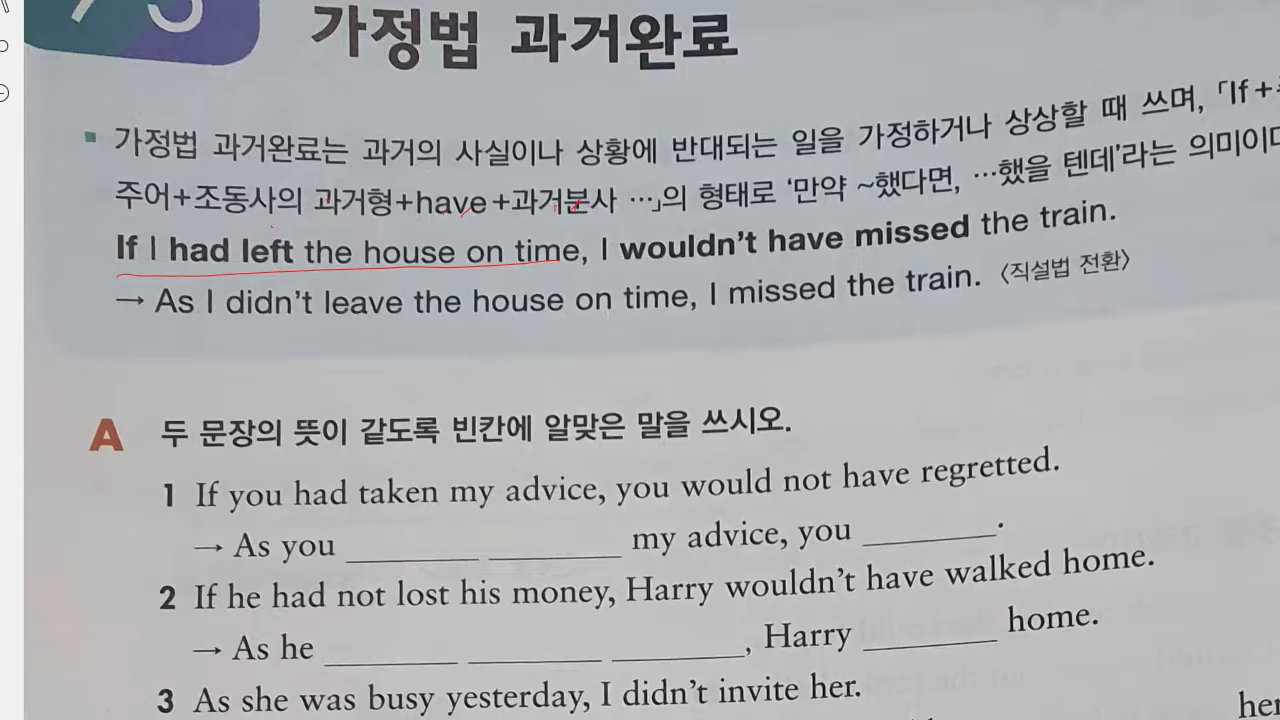 가정법 과거완료
가정법 과거완료는 과거의 사실이나 상황에 반대되는 일을 가정하거나 상상할 때 쓰며, 「If+
주어+조동사의 과거형+have+과거분사 …」의 형태로 '만약 ~했다면, …했을 텐데'라는 의미이
If I had left the house on time, I wouldn't have missed the train.
→ As I didn't leave the house on time, I missed the train. 〈직설법 전환〉
A 두 문장의 뜻이 같도록 빈칸에 알맞은 말을 쓰시오.
1 If you had taken my advice, you would not have regretted.
→ As you ______ ______ my advice, you ______.
2 If he had not lost his money, Harry wouldn't have walked home.
→ As he ______ ______ ______, Harry ______ home.
3 As she was busy yesterday, I didn't invite her.
her